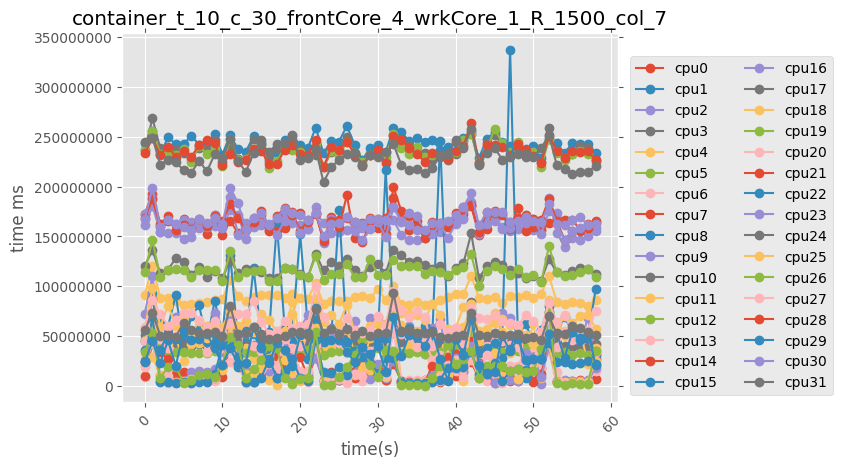 container_t_10_c_30_frontCore_4_wrkCore_1_R_1500_col_7
350000000
300000000
250000000
200000000
150000000
100000000
50000000
0
time ms
0
10
20
30
40
50
60
time(s)
cpu0
cpu1
cpu2
cpu3
cpu4
cpu5
cpu6
cpu7
cpu8
cpu9
cpu10
cpu11
cpu12
cpu13
cpu14
cpu15
cpu16
cpu17
cpu18
cpu19
cpu20
cpu21
cpu22
cpu23
cpu24
cpu25
cpu26
cpu27
cpu28
cpu29
cpu30
cpu31